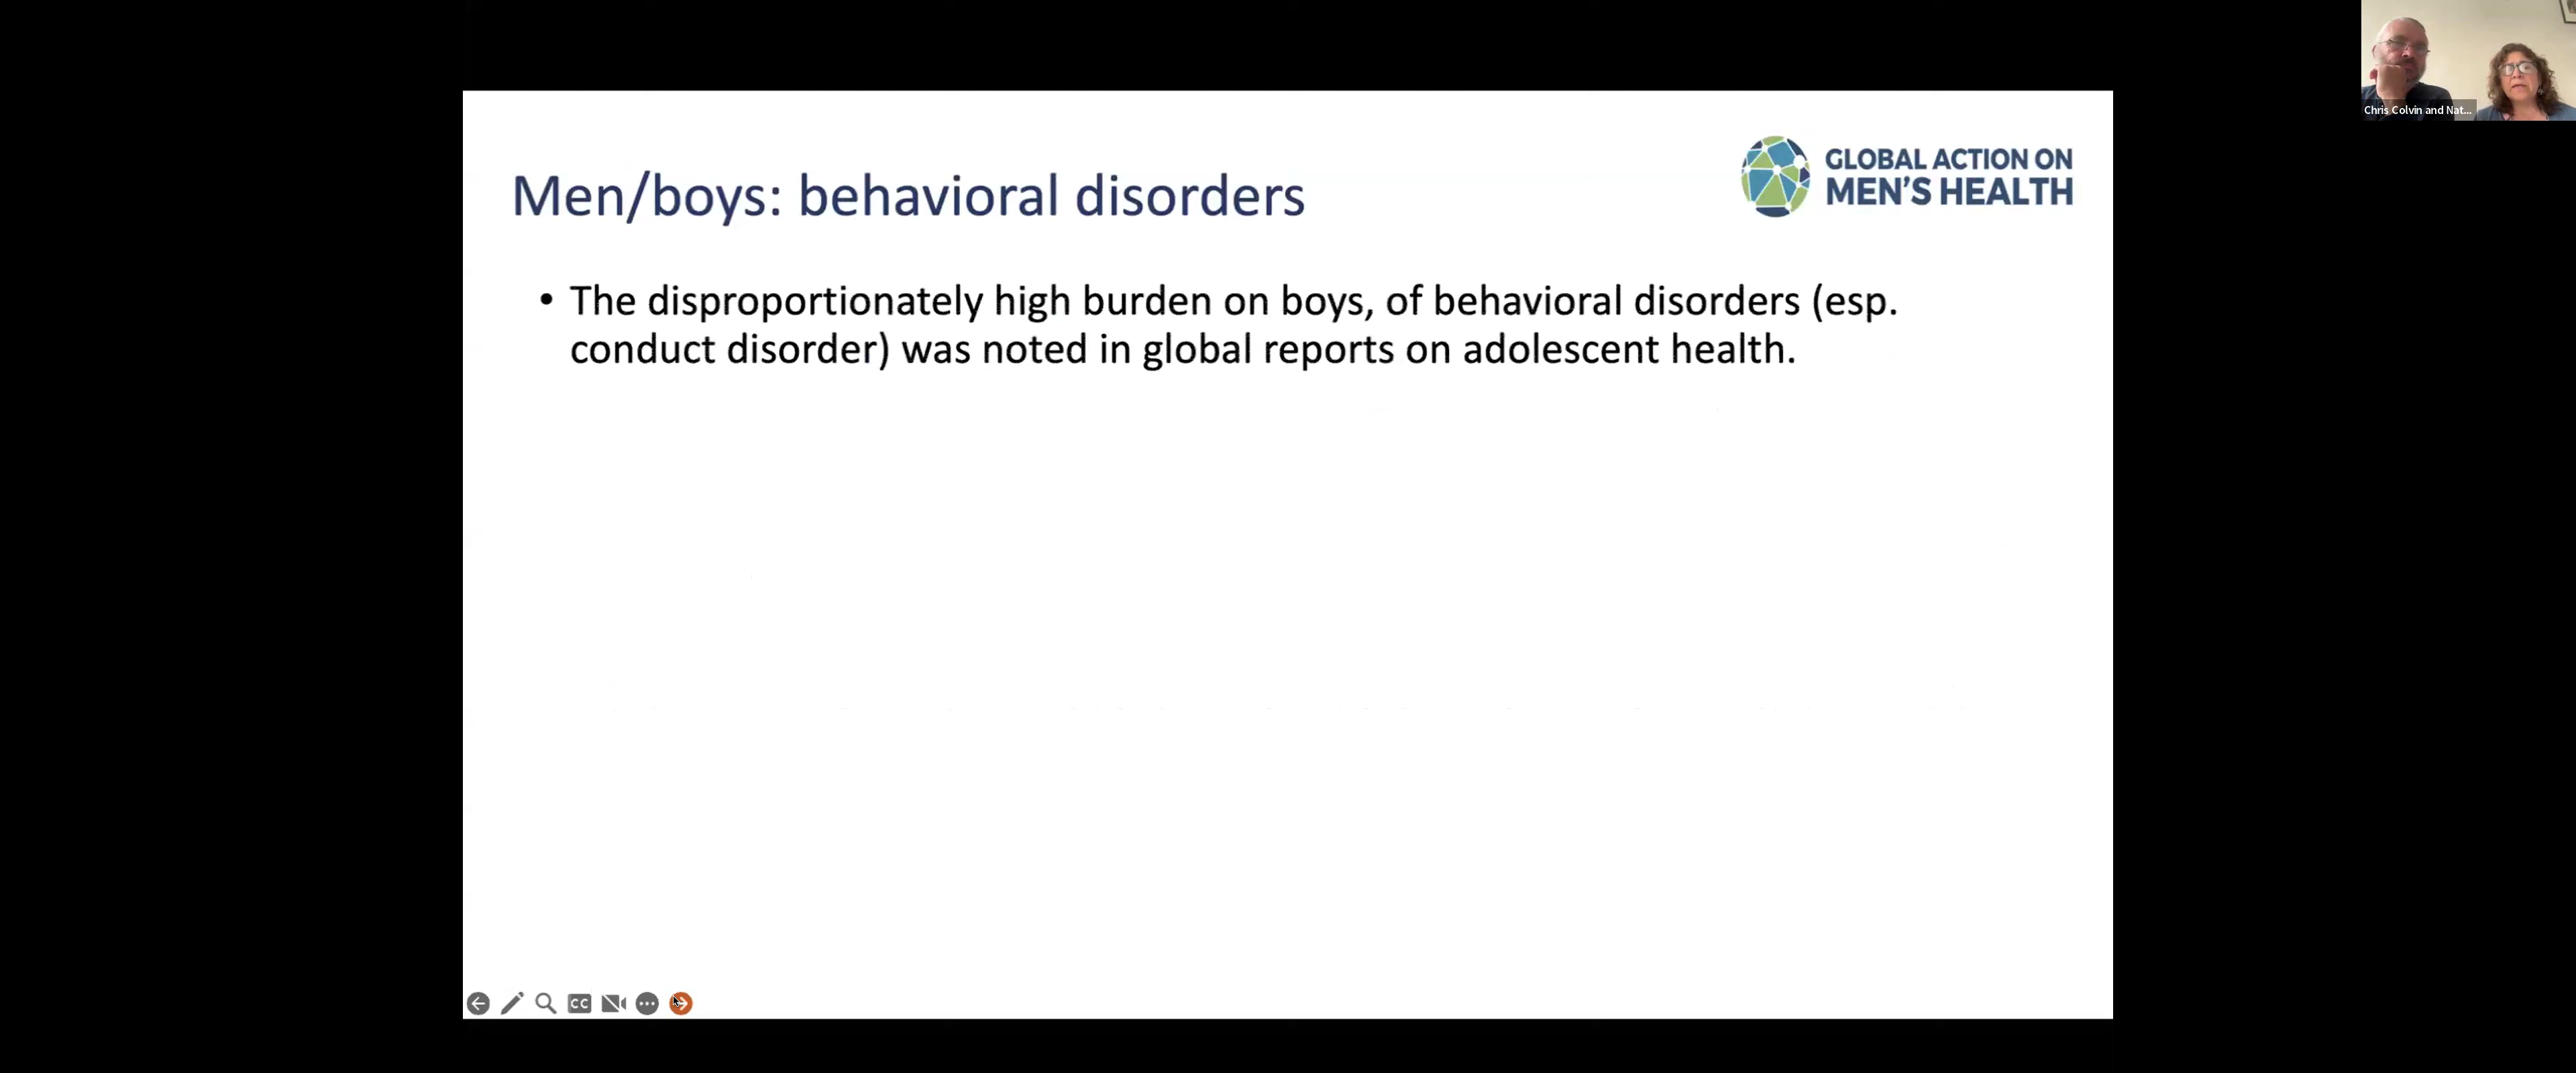 Chris Colvin and Nat...
GLOBAL ACTION ON
MEN'S HEALTH
Men/boys: behavioral disorders
• The disproportionately high burden on boys, of behavioral disorders (esp.
conduct disorder) was noted in global reports on adolescent health.
CC